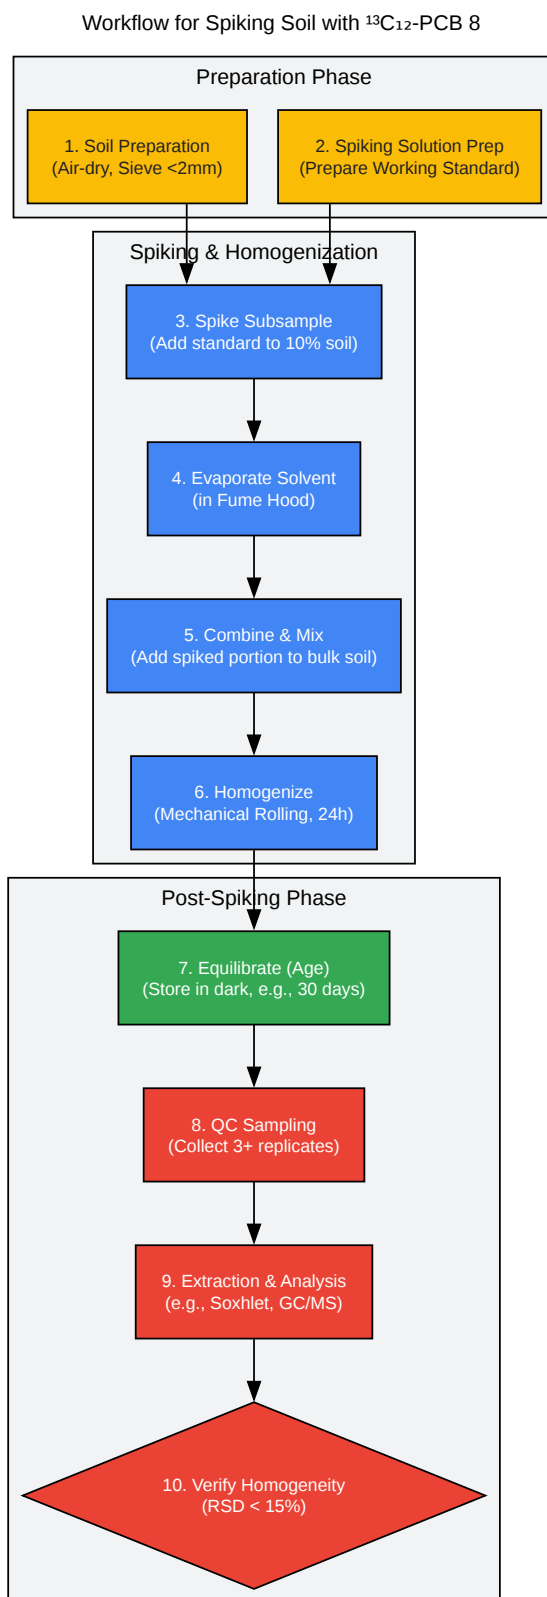 Workflow for Spiking Soil with ¹³C₁₂-PCB 8
Preparation Phase
1. Soil Preparation
(Air-dry, Sieve <2mm)
2. Spiking Solution Prep
(Prepare Working Standard)
Spiking & Homogenization
3. Spike Subsample
(Add standard to 10% soil)
4. Evaporate Solvent
(in Fume Hood)
5. Combine & Mix
(Add spiked portion to bulk soil)
6. Homogenize
(Mechanical Rolling, 24h)
Post-Spiking Phase
7. Equilibrate (Age)
(Store in dark, e.g., 30 days)
8. QC Sampling
(Collect 3+ replicates)
9. Extraction & Analysis
(e.g., Soxhlet, GC/MS)
10. Verify Homogeneity
(RSD < 15%)